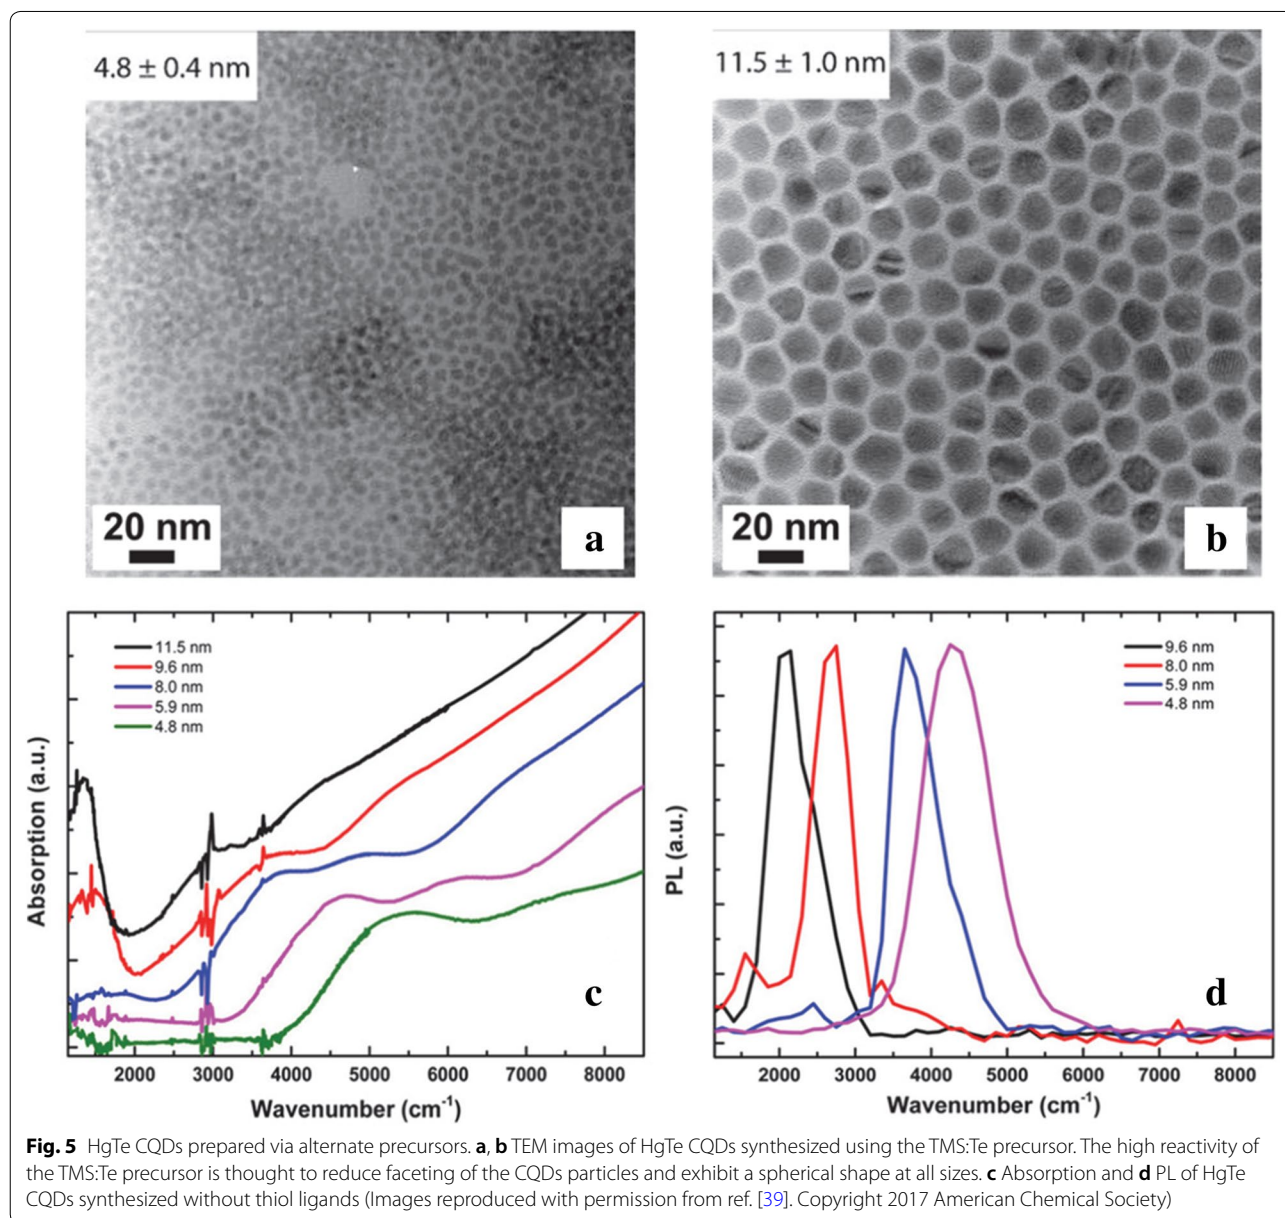 4.8 ± 0.4 nm
11.5 ± 1.0 nm
20 nm
a
20 nm
b
11.5 nm
9.6 nm
8.0 nm
5.9 nm
4.8 nm
Absorption (a.u.)
c
2000 3000 4000 5000 6000 7000 8000
Wavenumber (cm⁻¹)
9.6 nm
8.0 nm
5.9 nm
4.8 nm
PL (a.u.)
d
2000 3000 4000 5000 6000 7000 8000
Wavenumber (cm⁻¹)
Fig. 5 HgTe CQDs prepared via alternate precursors. a, b TEM images of HgTe CQDs synthesized using the TMS:Te precursor. The high reactivity of
the TMS:Te precursor is thought to reduce faceting of the CQDs particles and exhibit a spherical shape at all sizes. c Absorption and d PL of HgTe
CQDs synthesized without thiol ligands (Images reproduced with permission from ref. [39]. Copyright 2017 American Chemical Society)